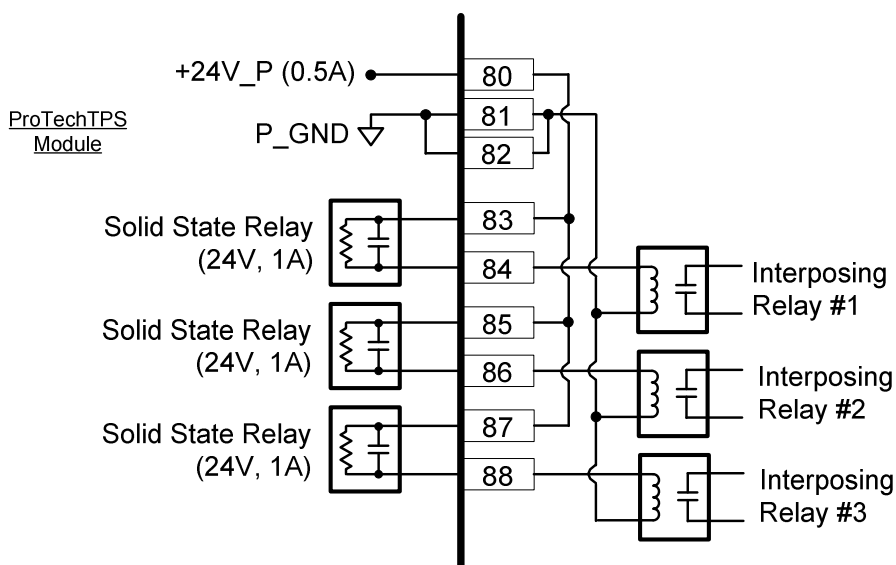 +24V_P (0.5A)
80
ProTechTPS
Module
P_GND
81
82
Solid State Relay
(24V, 1A)
83
84
Interposing
Relay #1
Solid State Relay
(24V, 1A)
85
86
Interposing
Relay #2
Solid State Relay
(24V, 1A)
87
88
Interposing
Relay #3